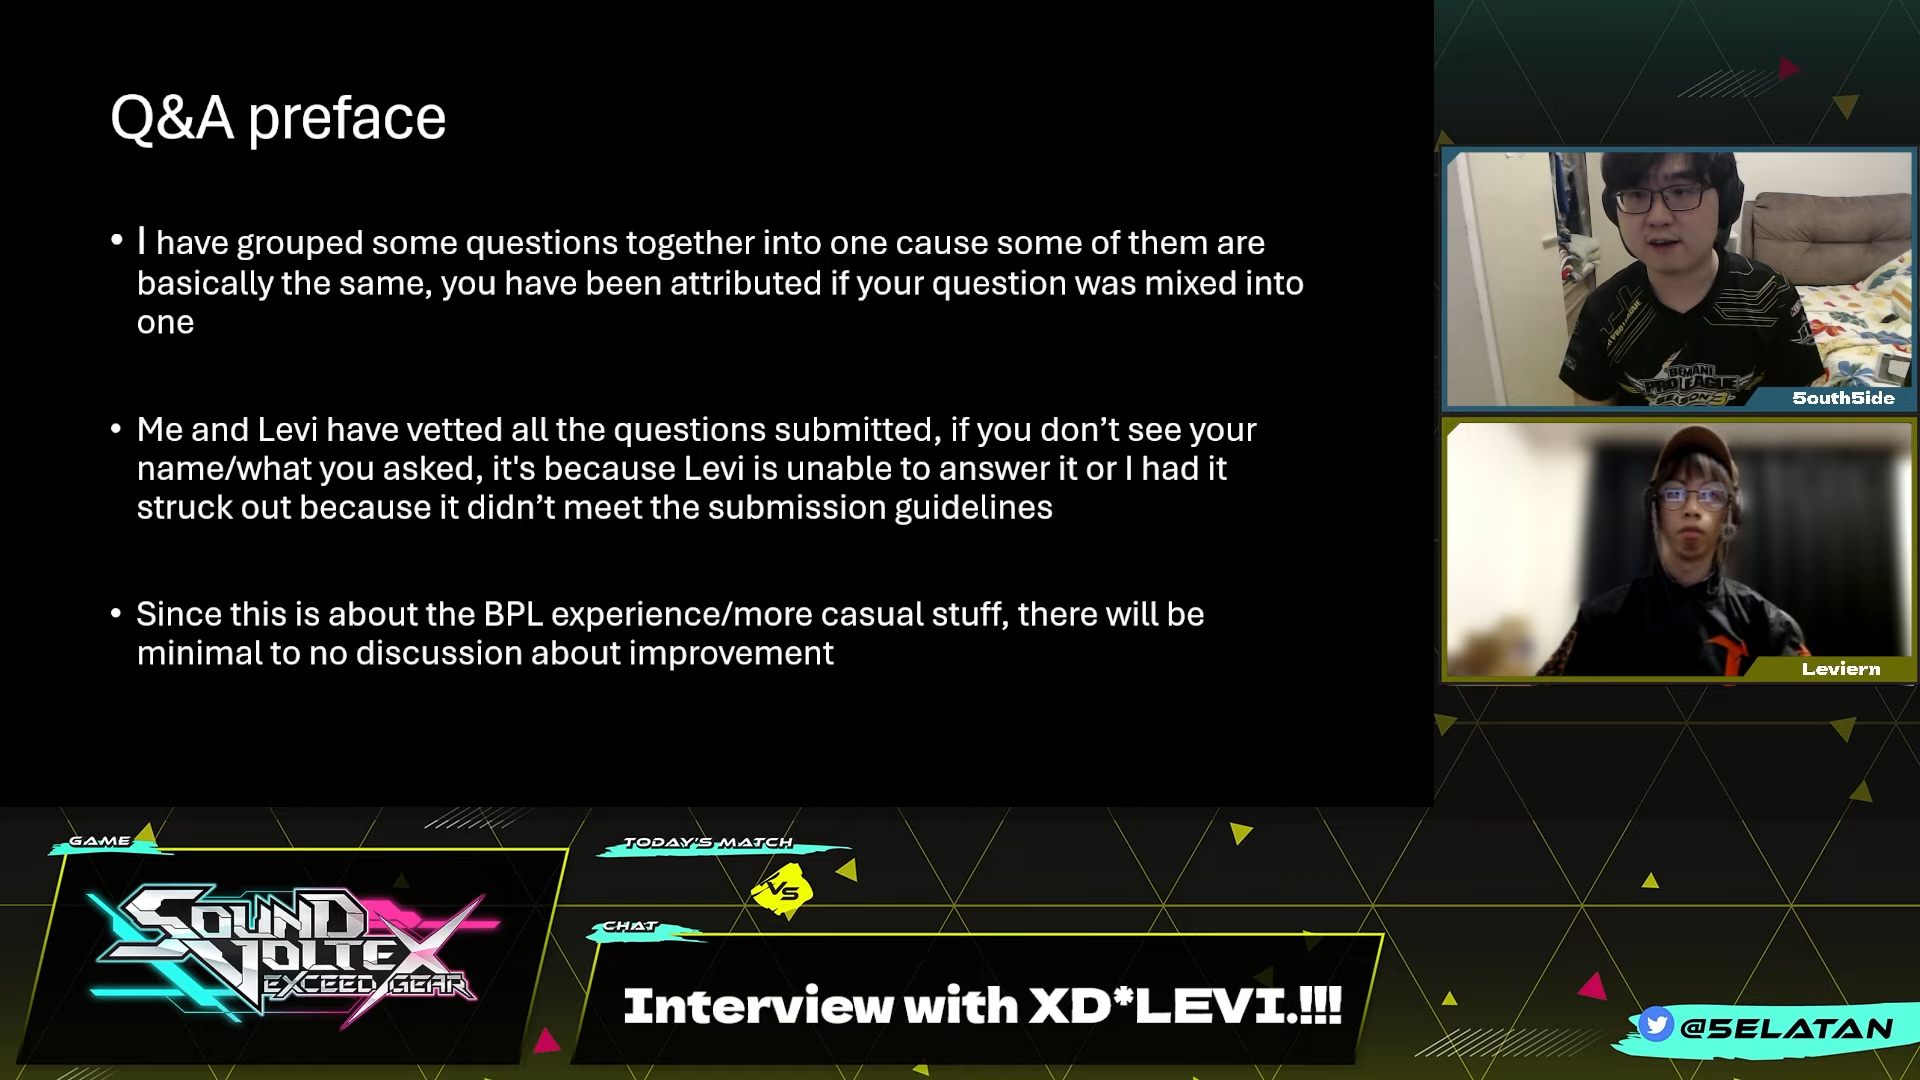 Q&A preface
• I have grouped some questions together into one cause some of them are
basically the same, you have been attributed if your question was mixed into
one
• Me and Levi have vetted all the questions submitted, if you don’t see your
name/what you asked, it's because Levi is unable to answer it or I had it
struck out because it didn’t meet the submission guidelines
• Since this is about the BPL experience/more casual stuff, there will be
minimal to no discussion about improvement
BEMANI
PRO LEAGUE
SEASON 3
5outh5ide
Leviern
GAME
SOUND
VOLTEX
EXCEED GEAR
TODAY'S MATCH
VS
CHAT
Interview with XD*LEVI.!!!
@5ELATAN